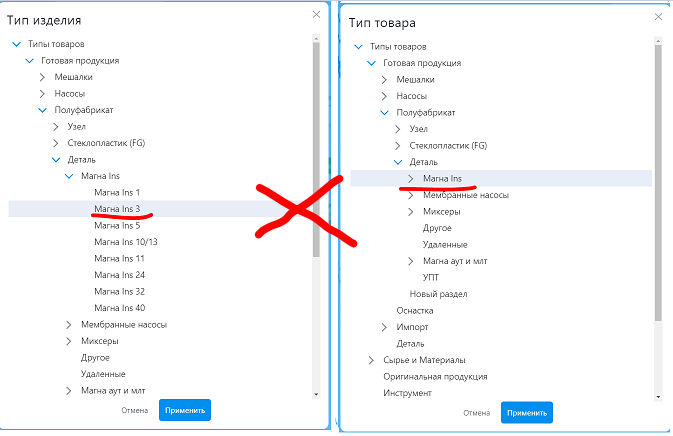 Тип изделия
Типы товаров
Готовая продукция
Мешалки
Насосы
Полуфабрикат
Узел
Стеклопластик (FG)
Деталь
Магна Ins
Магна Ins 1
Магна Ins 3
Магна Ins 5
Магна Ins 10/13
Магна Ins 11
Магна Ins 24
Магна Ins 32
Магна Ins 40
Мембранные насосы
Миксеры
Другое
Удаленные
Магна аут и млт
Отмена
Применить
Тип товара
Типы товаров
Готовая продукция
Мешалки
Насосы
Полуфабрикат
Узел
Стеклопластик (FG)
Деталь
Магна Ins
Мембранные насосы
Миксеры
Другое
Удаленные
Магна аут и млт
УПТ
Новый раздел
Оснастка
Импорт
Деталь
Сырье и Материалы
Оригинальная продукция
Инструмент
Отмена
Применить